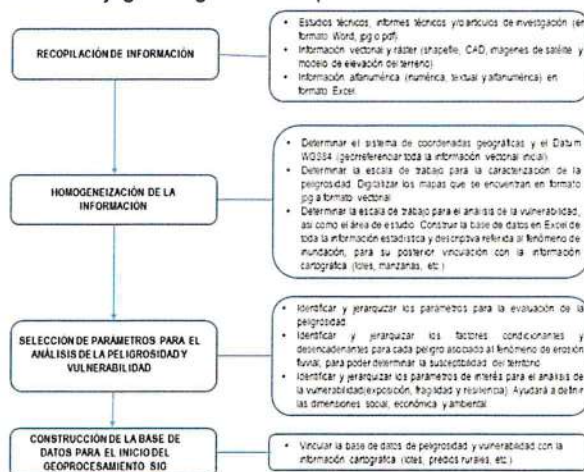 RECOPILACIÓN DE INFORMACIÓN
• Estudios técnicos, informes técnicos y/o artículos de investigación (en
formato Word, jpg o pdf).
• Información vectorial y ráster (shapefile, CAD, imágenes de satélite y
modelo de elevación del terreno)
• Información alfanumérica (numérica, textual y alfanumérica) en
formato Excel.
HOMOGENEIZACIÓN DE LA
INFORMACIÓN
• Determinar el sistema de coordenadas geográficas y el Datum
WGS84 (georreferenciar toda la información vectorial inicial).
• Determinar la escala de trabajo para la caracterización de la
peligrosidad. Digitalizar los mapas que se encuentran en formato
jpg a formato vectorial
• Determinar la escala de trabajo para el análisis de la vulnerabilidad,
así como el área de estudio. Construir la base de datos en Excel de
toda la información estadística y descriptiva referida al fenómeno de
inundación, para su posterior vinculación con la información
cartográfica (lotes, manzanas, etc.)
SELECCIÓN DE PARÁMETROS PARA EL
ANÁLISIS DE LA PELIGROSIDAD Y
VULNERABILIDAD
• Identificar y jerarquizar los parámetros para la evaluación de la
peligrosidad
• Identificar y jerarquizar los factores condicionantes y
desencadenantes para cada peligro asociado al fenómeno de erosión
fluvial, para poder determinar la susceptibilidad del territorio
• Identificar y jerarquizar los parámetros de interés para el análisis de
la vulnerabilidad(exposición, fragilidad y resiliencia). Ayudará a definir
las dimensiones social, económica y ambiental
CONSTRUCCIÓN DE LA BASE DE
DATOS PARA EL INICIO DEL
GEOPROCESAMIENTO SIG
• Vincular la base de datos de peligrosidad y vulnerabilidad con la
información cartográfica (lotes, predios rurales, etc.)